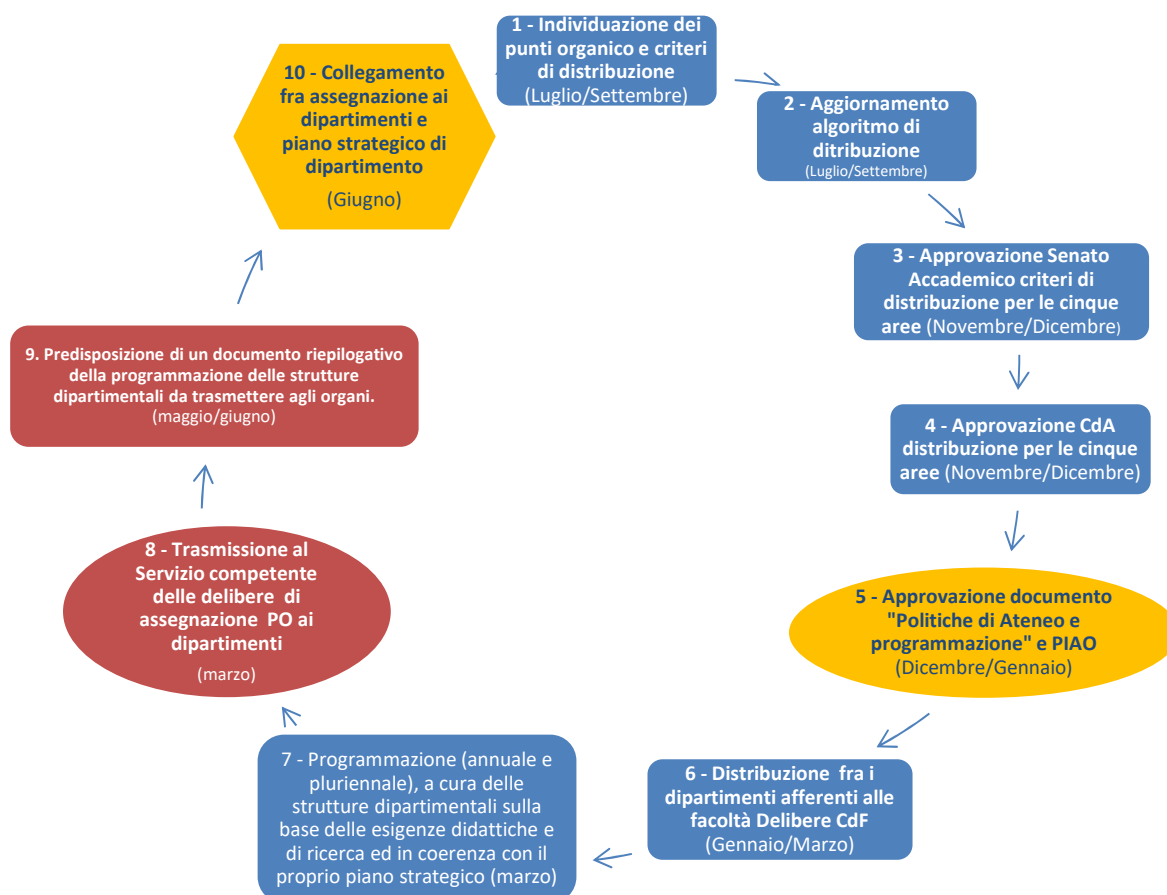 1 - Individuazione dei
punti organico e criteri
di distribuzione
(Luglio/Settembre)
2 - Aggiornamento
algoritmo di
ditribuzione
(Luglio/Settembre)
3 - Approvazione Senato
Accademico criteri di
distribuzione per le cinque
aree (Novembre/Dicembre)
4 - Approvazione CdA
distribuzione per le cinque
aree (Novembre/Dicembre)
5 - Approvazione documento
"Politiche di Ateneo e
programmazione" e PIAO
(Dicembre/Gennaio)
6 - Distribuzione fra i
dipartimenti afferenti alle
facoltà Delibere CdF
(Gennaio/Marzo)
7 - Programmazione (annuale e
pluriennale), a cura delle
strutture dipartimentali sulla
base delle esigenze didattiche e
di ricerca ed in coerenza con il
proprio piano strategico (marzo)
8 - Trasmissione al
Servizio competente
delle delibere di
assegnazione PO ai
dipartimenti
(marzo)
9. Predisposizione di un documento riepilogativo
della programmazione delle strutture
dipartimentali da trasmettere agli organi.
(maggio/giugno)
10 - Collegamento
fra assegnazione ai
dipartimenti e
piano strategico di
dipartimento
(Giugno)